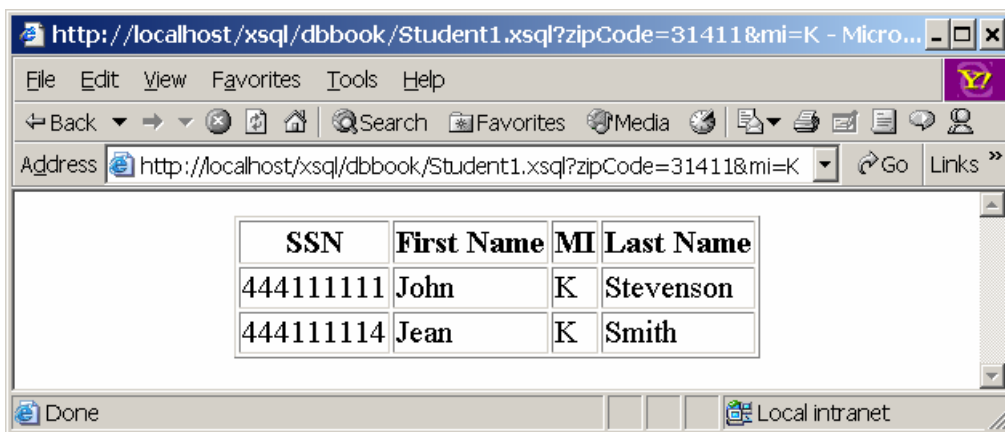 http://localhost/xsql/dbbook/Student1.xsql?zipCode=31411&mi=K - Micro...
File Edit View Favorites Tools Help
Back Search Favorites Media
Address http://localhost/xsql/dbbook/Student1.xsql?zipCode=31411&mi=K Go Links »
SSN First Name MI Last Name
444111111 John K Stevenson
444111114 Jean K Smith
Done Local intranet